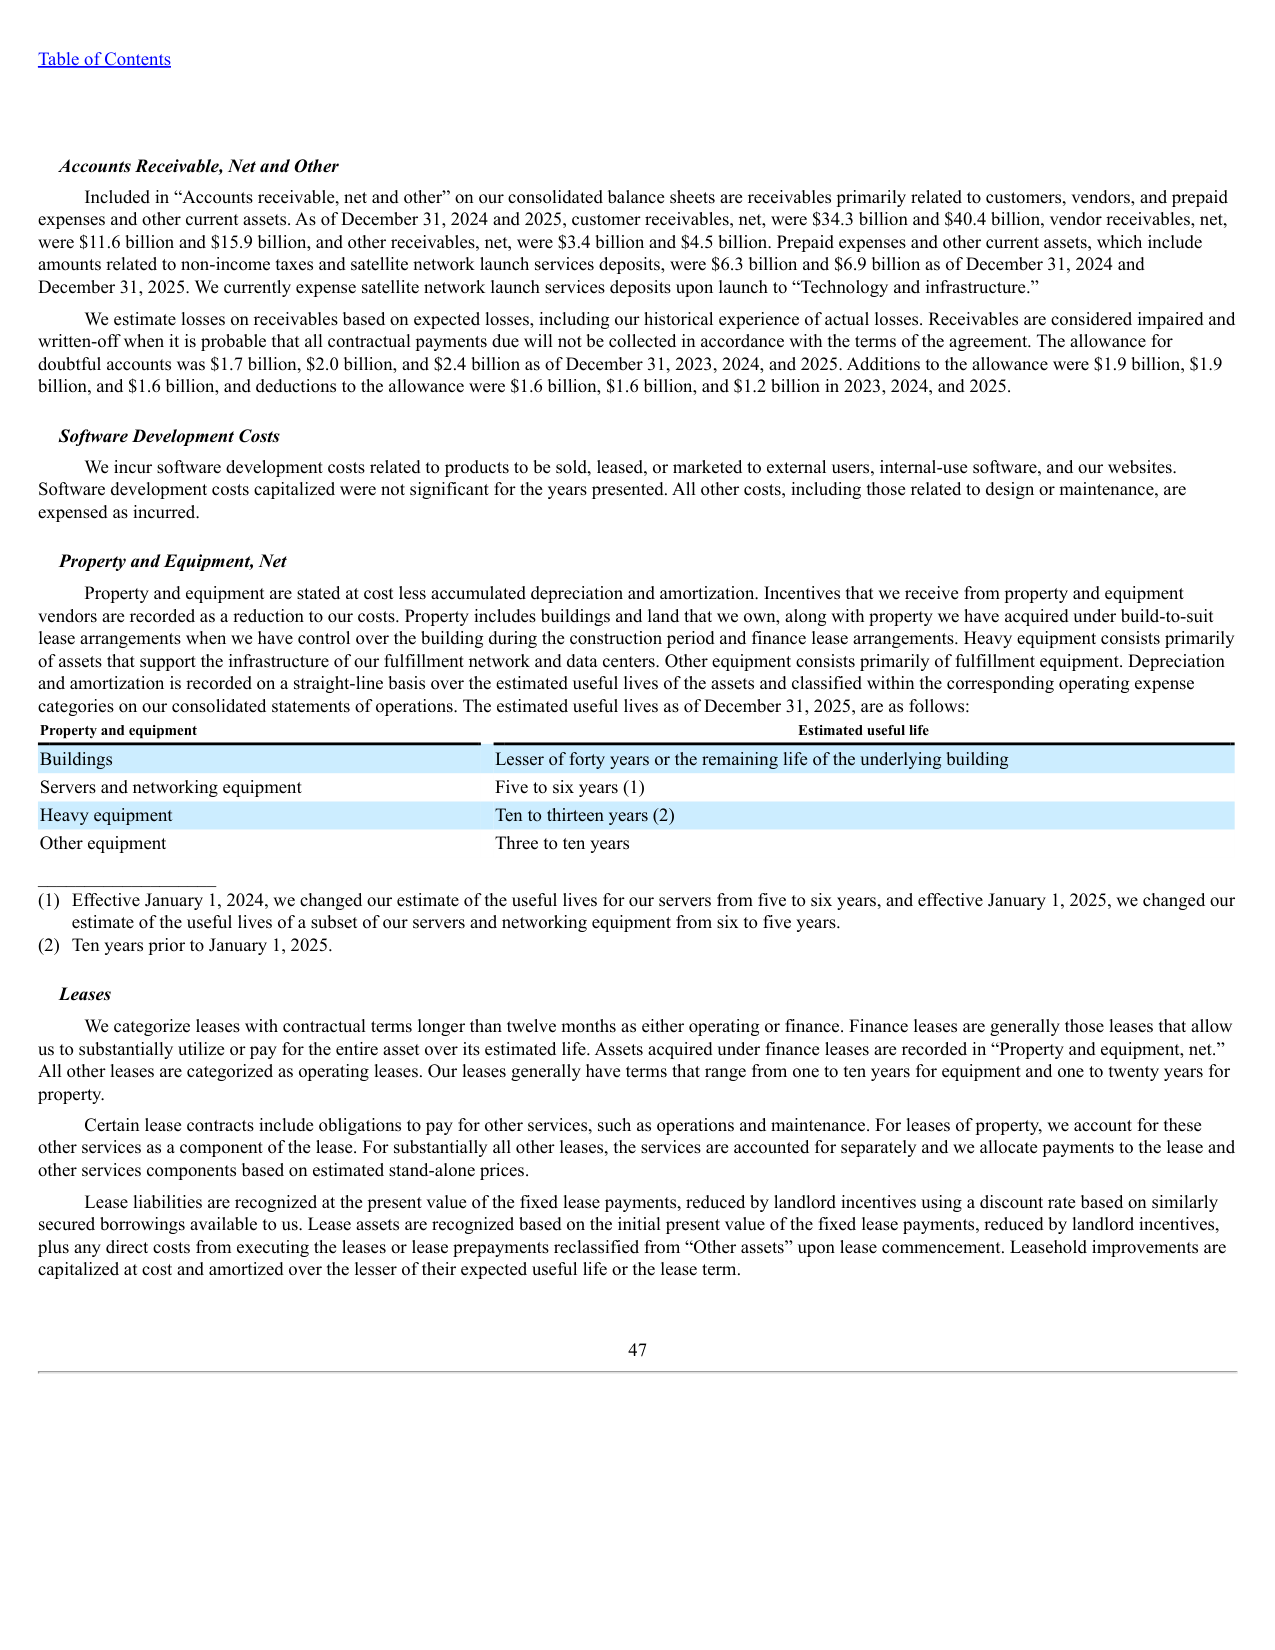 Table of Contents
Accounts Receivable, Net and Other
Included in “Accounts receivable, net and other” on our consolidated balance sheets are receivables primarily related to customers, vendors, and prepaid
expenses and other current assets. As of December 31, 2024 and 2025, customer receivables, net, were $34.3 billion and $40.4 billion, vendor receivables, net,
were $11.6 billion and $15.9 billion, and other receivables, net, were $3.4 billion and $4.5 billion. Prepaid expenses and other current assets, which include
amounts related to non-income taxes and satellite network launch services deposits, were $6.3 billion and $6.9 billion as of December 31, 2024 and
December 31, 2025. We currently expense satellite network launch services deposits upon launch to “Technology and infrastructure.”
We estimate losses on receivables based on expected losses, including our historical experience of actual losses. Receivables are considered impaired and
written-off when it is probable that all contractual payments due will not be collected in accordance with the terms of the agreement. The allowance for
doubtful accounts was $1.7 billion, $2.0 billion, and $2.4 billion as of December 31, 2023, 2024, and 2025. Additions to the allowance were $1.9 billion, $1.9
billion, and $1.6 billion, and deductions to the allowance were $1.6 billion, $1.6 billion, and $1.2 billion in 2023, 2024, and 2025.
Software Development Costs
We incur software development costs related to products to be sold, leased, or marketed to external users, internal-use software, and our websites.
Software development costs capitalized were not significant for the years presented. All other costs, including those related to design or maintenance, are
expensed as incurred.
Property and Equipment, Net
Property and equipment are stated at cost less accumulated depreciation and amortization. Incentives that we receive from property and equipment
vendors are recorded as a reduction to our costs. Property includes buildings and land that we own, along with property we have acquired under build-to-suit
lease arrangements when we have control over the building during the construction period and finance lease arrangements. Heavy equipment consists primarily
of assets that support the infrastructure of our fulfillment network and data centers. Other equipment consists primarily of fulfillment equipment. Depreciation
and amortization is recorded on a straight-line basis over the estimated useful lives of the assets and classified within the corresponding operating expense
categories on our consolidated statements of operations. The estimated useful lives as of December 31, 2025, are as follows:
Property and equipment Estimated useful life
Buildings Lesser of forty years or the remaining life of the underlying building
Servers and networking equipment Five to six years (1)
Heavy equipment Ten to thirteen years (2)
Other equipment Three to ten years
(1) Effective January 1, 2024, we changed our estimate of the useful lives for our servers from five to six years, and effective January 1, 2025, we changed our
estimate of the useful lives of a subset of our servers and networking equipment from six to five years.
(2) Ten years prior to January 1, 2025.
Leases
We categorize leases with contractual terms longer than twelve months as either operating or finance. Finance leases are generally those leases that allow
us to substantially utilize or pay for the entire asset over its estimated life. Assets acquired under finance leases are recorded in “Property and equipment, net.”
All other leases are categorized as operating leases. Our leases generally have terms that range from one to ten years for equipment and one to twenty years for
property.
Certain lease contracts include obligations to pay for other services, such as operations and maintenance. For leases of property, we account for these
other services as a component of the lease. For substantially all other leases, the services are accounted for separately and we allocate payments to the lease and
other services components based on estimated stand-alone prices.
Lease liabilities are recognized at the present value of the fixed lease payments, reduced by landlord incentives using a discount rate based on similarly
secured borrowings available to us. Lease assets are recognized based on the initial present value of the fixed lease payments, reduced by landlord incentives,
plus any direct costs from executing the leases or lease prepayments reclassified from “Other assets” upon lease commencement. Leasehold improvements are
capitalized at cost and amortized over the lesser of their expected useful life or the lease term.
47